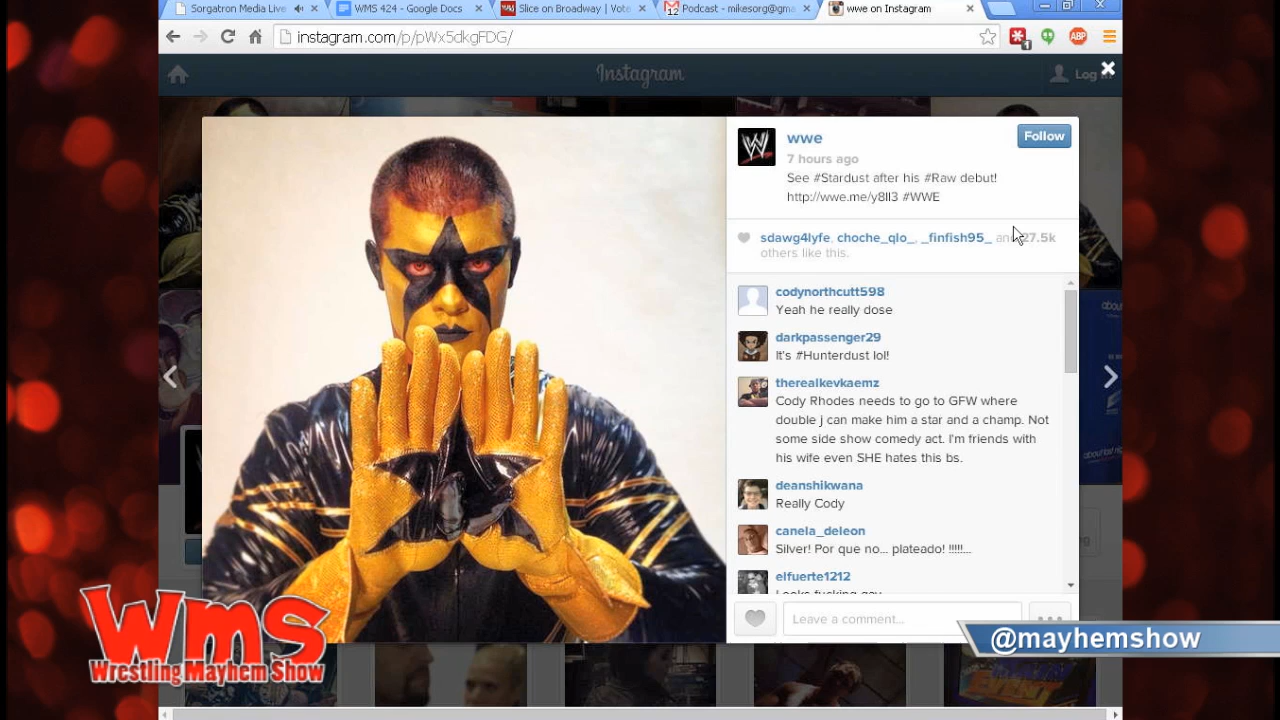 Sorgatron Media Live
WMS 424 - Google Docs
Slice on Broadway | Vote
12 Podcast - mikesorg@gma
wwe on Instagram
instagram.com/p/pWx5dkgFDG/
1
ABP
Instagram
Log
wwe
Follow
7 hours ago
See #Stardust after his #Raw debut!
http://wwe.me/y8lI3 #WWE
sdawg4lyfe, choche_qlo_, _finfish95_ and 27.5k
others like this.
codynorthcutt598
Yeah he really dose
darkpassenger29
It's #Hunterdust lol!
therealkevkaemz
Cody Rhodes needs to go to GFW where
double j can make him a star and a champ. Not
some side show comedy act. I'm friends with
his wife even SHE hates this bs.
deanshikwana
Really Cody
canela_deleon
Silver! Por que no... plateado! !!!!!...
elfuerte1212
Leave a comment...
@mayhemshow
WMS
Wrestling Mayhem Show